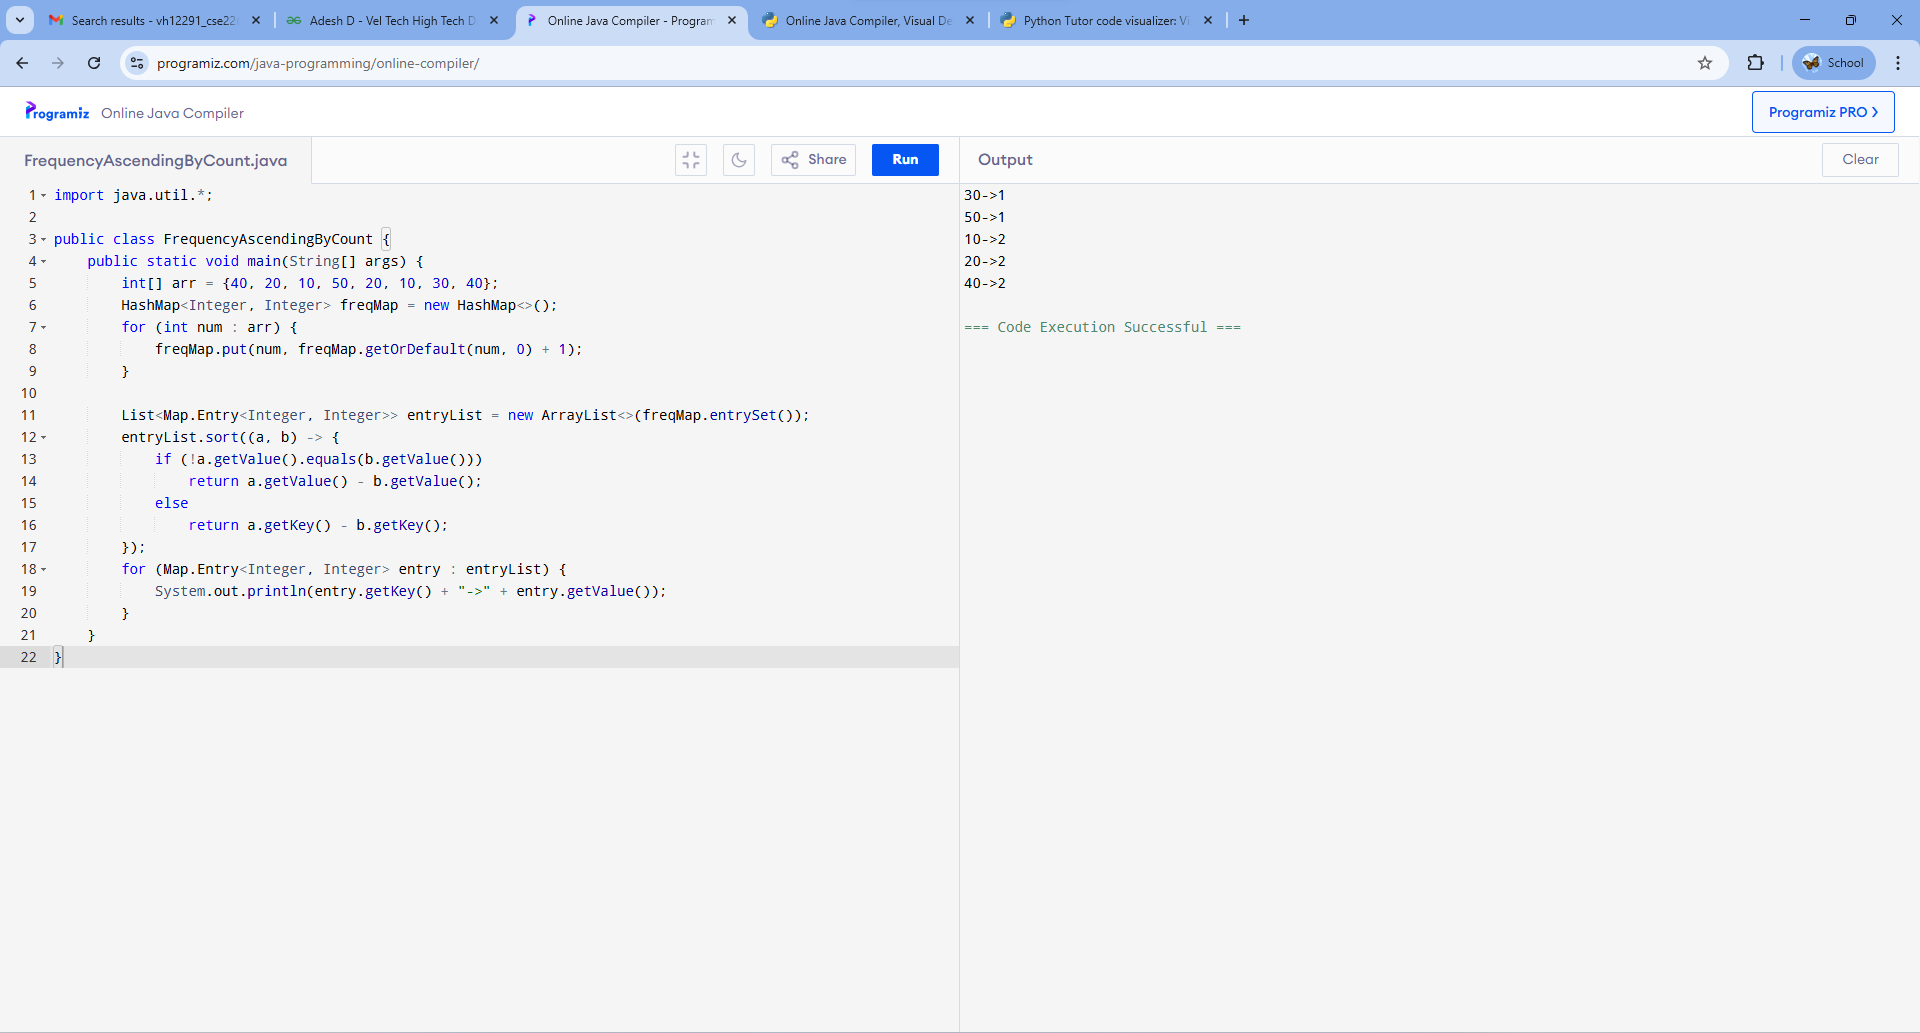 Search results - vh12291_cse22
Adesh D - Vel Tech High Tech D
Online Java Compiler - Program
Online Java Compiler, Visual De
Python Tutor code visualizer: Vi
programiz.com/java-programming/online-compiler/
School
Programiz
Online Java Compiler
Programiz PRO
FrequencyAscendingByCount.java
Share
Run
Output
Clear
1 import java.util.*;
2
3 public class FrequencyAscendingByCount {
4     public static void main(String[] args) {
5         int[] arr = {40, 20, 10, 50, 20, 10, 30, 40};
6         HashMap<Integer, Integer> freqMap = new HashMap<>();
7         for (int num : arr) {
8             freqMap.put(num, freqMap.getOrDefault(num, 0) + 1);
9         }
10
11         List<Map.Entry<Integer, Integer>> entryList = new ArrayList<>(freqMap.entrySet());
12         entryList.sort((a, b) -> {
13             if (!a.getValue().equals(b.getValue()))
14                 return a.getValue() - b.getValue();
15             else
16                 return a.getKey() - b.getKey();
17         });
18         for (Map.Entry<Integer, Integer> entry : entryList) {
19             System.out.println(entry.getKey() + "->" + entry.getValue());
20         }
21     }
22 }
30->1
50->1
10->2
20->2
40->2
=== Code Execution Successful ===